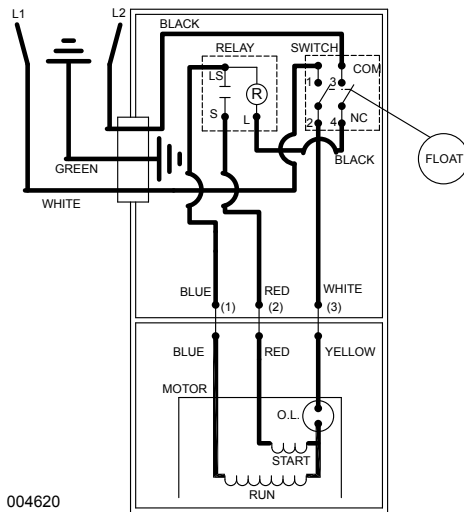 L1
L2
BLACK
RELAY
SWITCH
LS
COM
1
3
R
S
L
2
4
NC
BLACK
FLOAT
GREEN
WHITE
BLUE
RED
WHITE
(1)
(2)
(3)
BLUE
RED
YELLOW
MOTOR
O.L.
START
RUN
004620